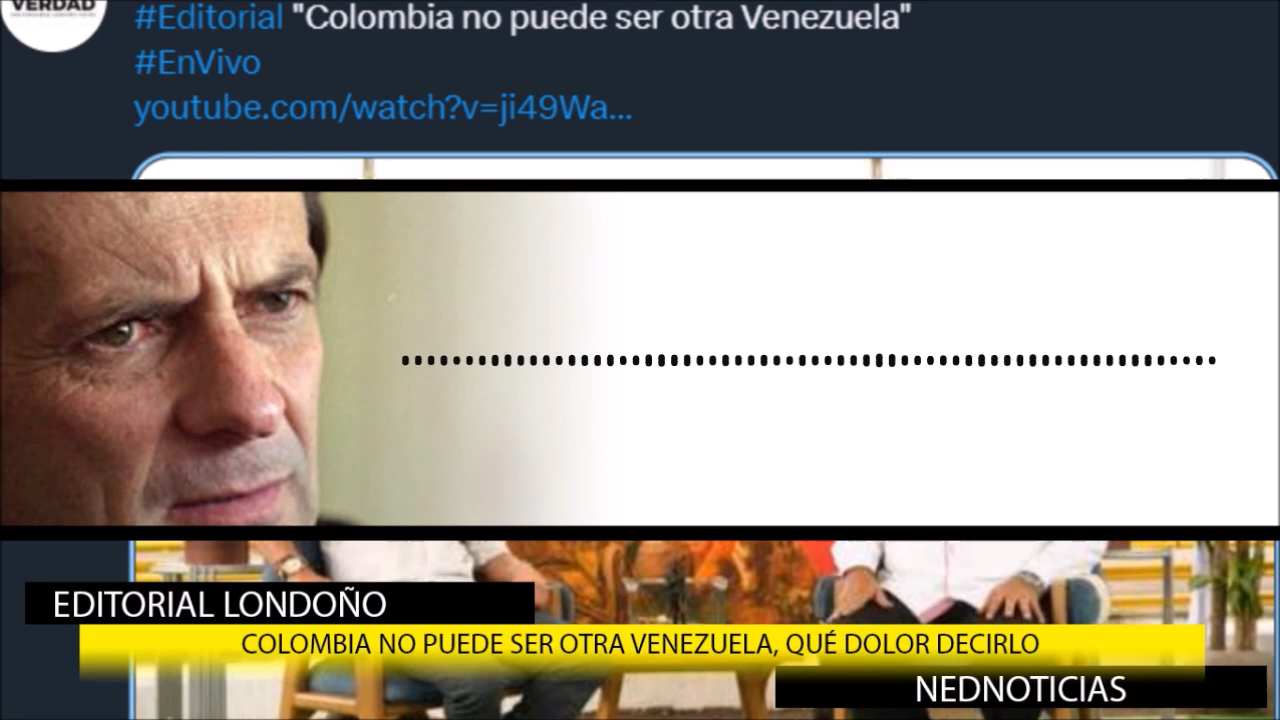 VERDAD
#Editorial "Colombia no puede ser otra Venezuela"
#EnVivo
youtube.com/watch?v=ji49Wa...
EDITORIAL LONDOÑO
COLOMBIA NO PUEDE SER OTRA VENEZUELA, QUÉ DOLOR DECIRLO
NEDNOTICIAS